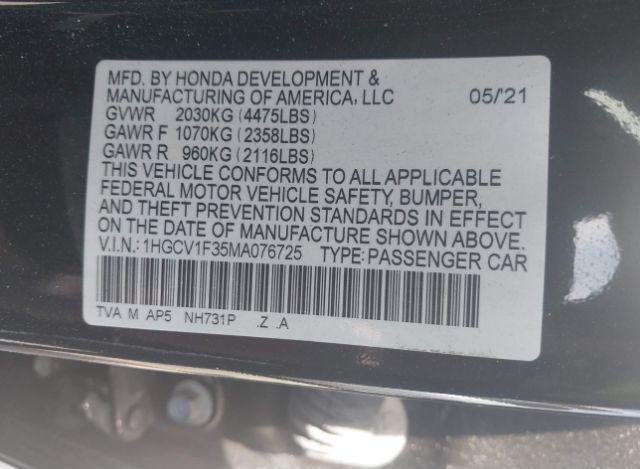 MFD. BY HONDA DEVELOPMENT &
MANUFACTURING OF AMERICA, LLC 05/'21
GVWR 2030KG (4475LBS)
GAWR F 1070KG (2358LBS)
GAWR R 960KG (2116LBS)
THIS VEHICLE CONFORMS TO ALL APPLICABLE
FEDERAL MOTOR VEHICLE SAFETY, BUMPER,
AND THEFT PREVENTION STANDARDS IN EFFECT
ON THE DATE OF MANUFACTURE SHOWN ABOVE.
V.I.N.: 1HGCV1F35MA076725 TYPE: PASSENGER CAR
TVA M AP5 NH731P .Z .A